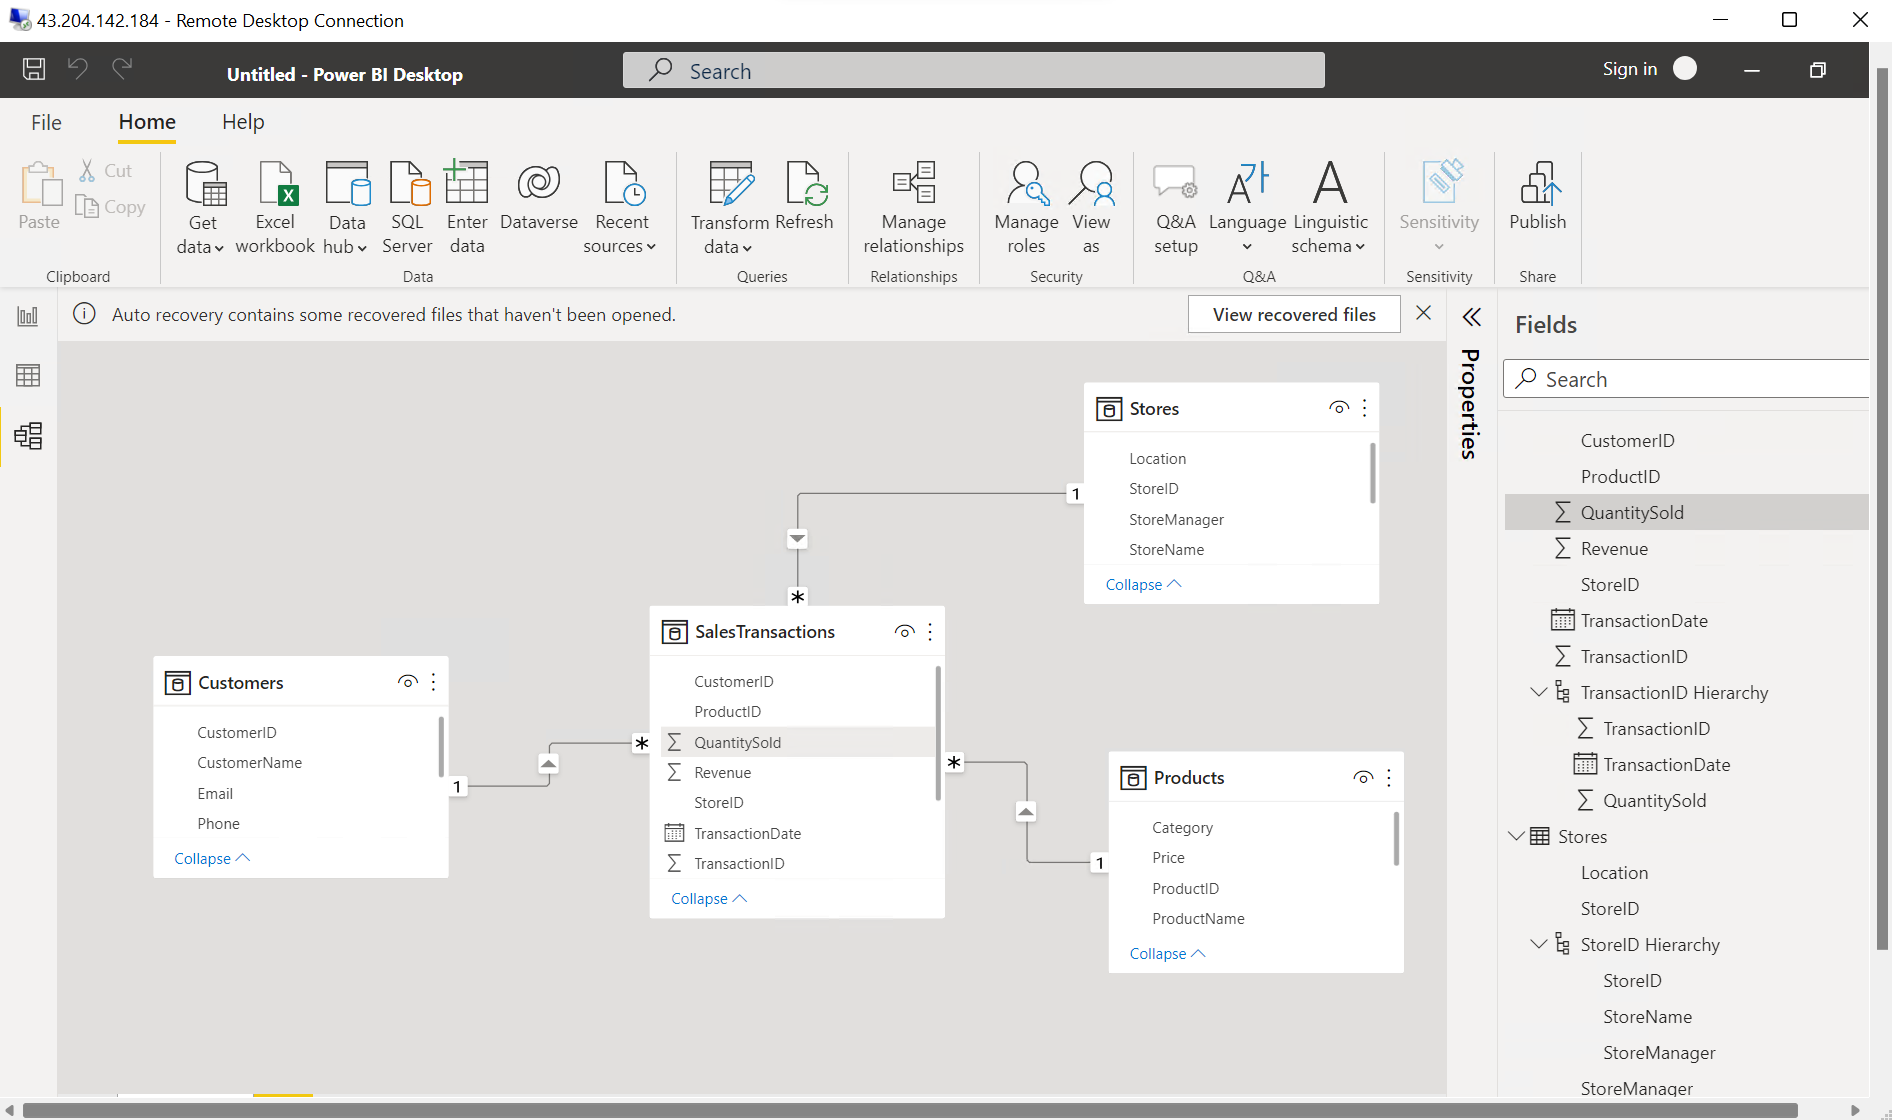 43.204.142.184 - Remote Desktop Connection
Untitled - Power BI Desktop
Search
Sign in
File Home Help
Paste
Cut
Copy
Clipboard
Get data
Excel workbook
Data hub
SQL Server
Enter data
Dataverse
Recent sources
Data
Transform data
Refresh
Queries
Manage relationships
Relationships
Manage roles
View as
Security
Q&A setup
Language
Linguistic schema
Q&A
Sensitivity
Sensitivity
Publish
Share
Auto recovery contains some recovered files that haven't been opened.
View recovered files
Stores
Location
StoreID
StoreManager
StoreName
Collapse
1
*
SalesTransactions
CustomerID
ProductID
QuantitySold
Revenue
StoreID
TransactionDate
TransactionID
Collapse
Customers
CustomerID
CustomerName
Email
Phone
Collapse
1
*
*
1
Products
Category
Price
ProductID
ProductName
Collapse
Properties
Fields
Search
CustomerID
ProductID
QuantitySold
Revenue
StoreID
TransactionDate
TransactionID
TransactionID Hierarchy
TransactionID
TransactionDate
QuantitySold
Stores
Location
StoreID
StoreID Hierarchy
StoreID
StoreName
StoreManager
StoreManager